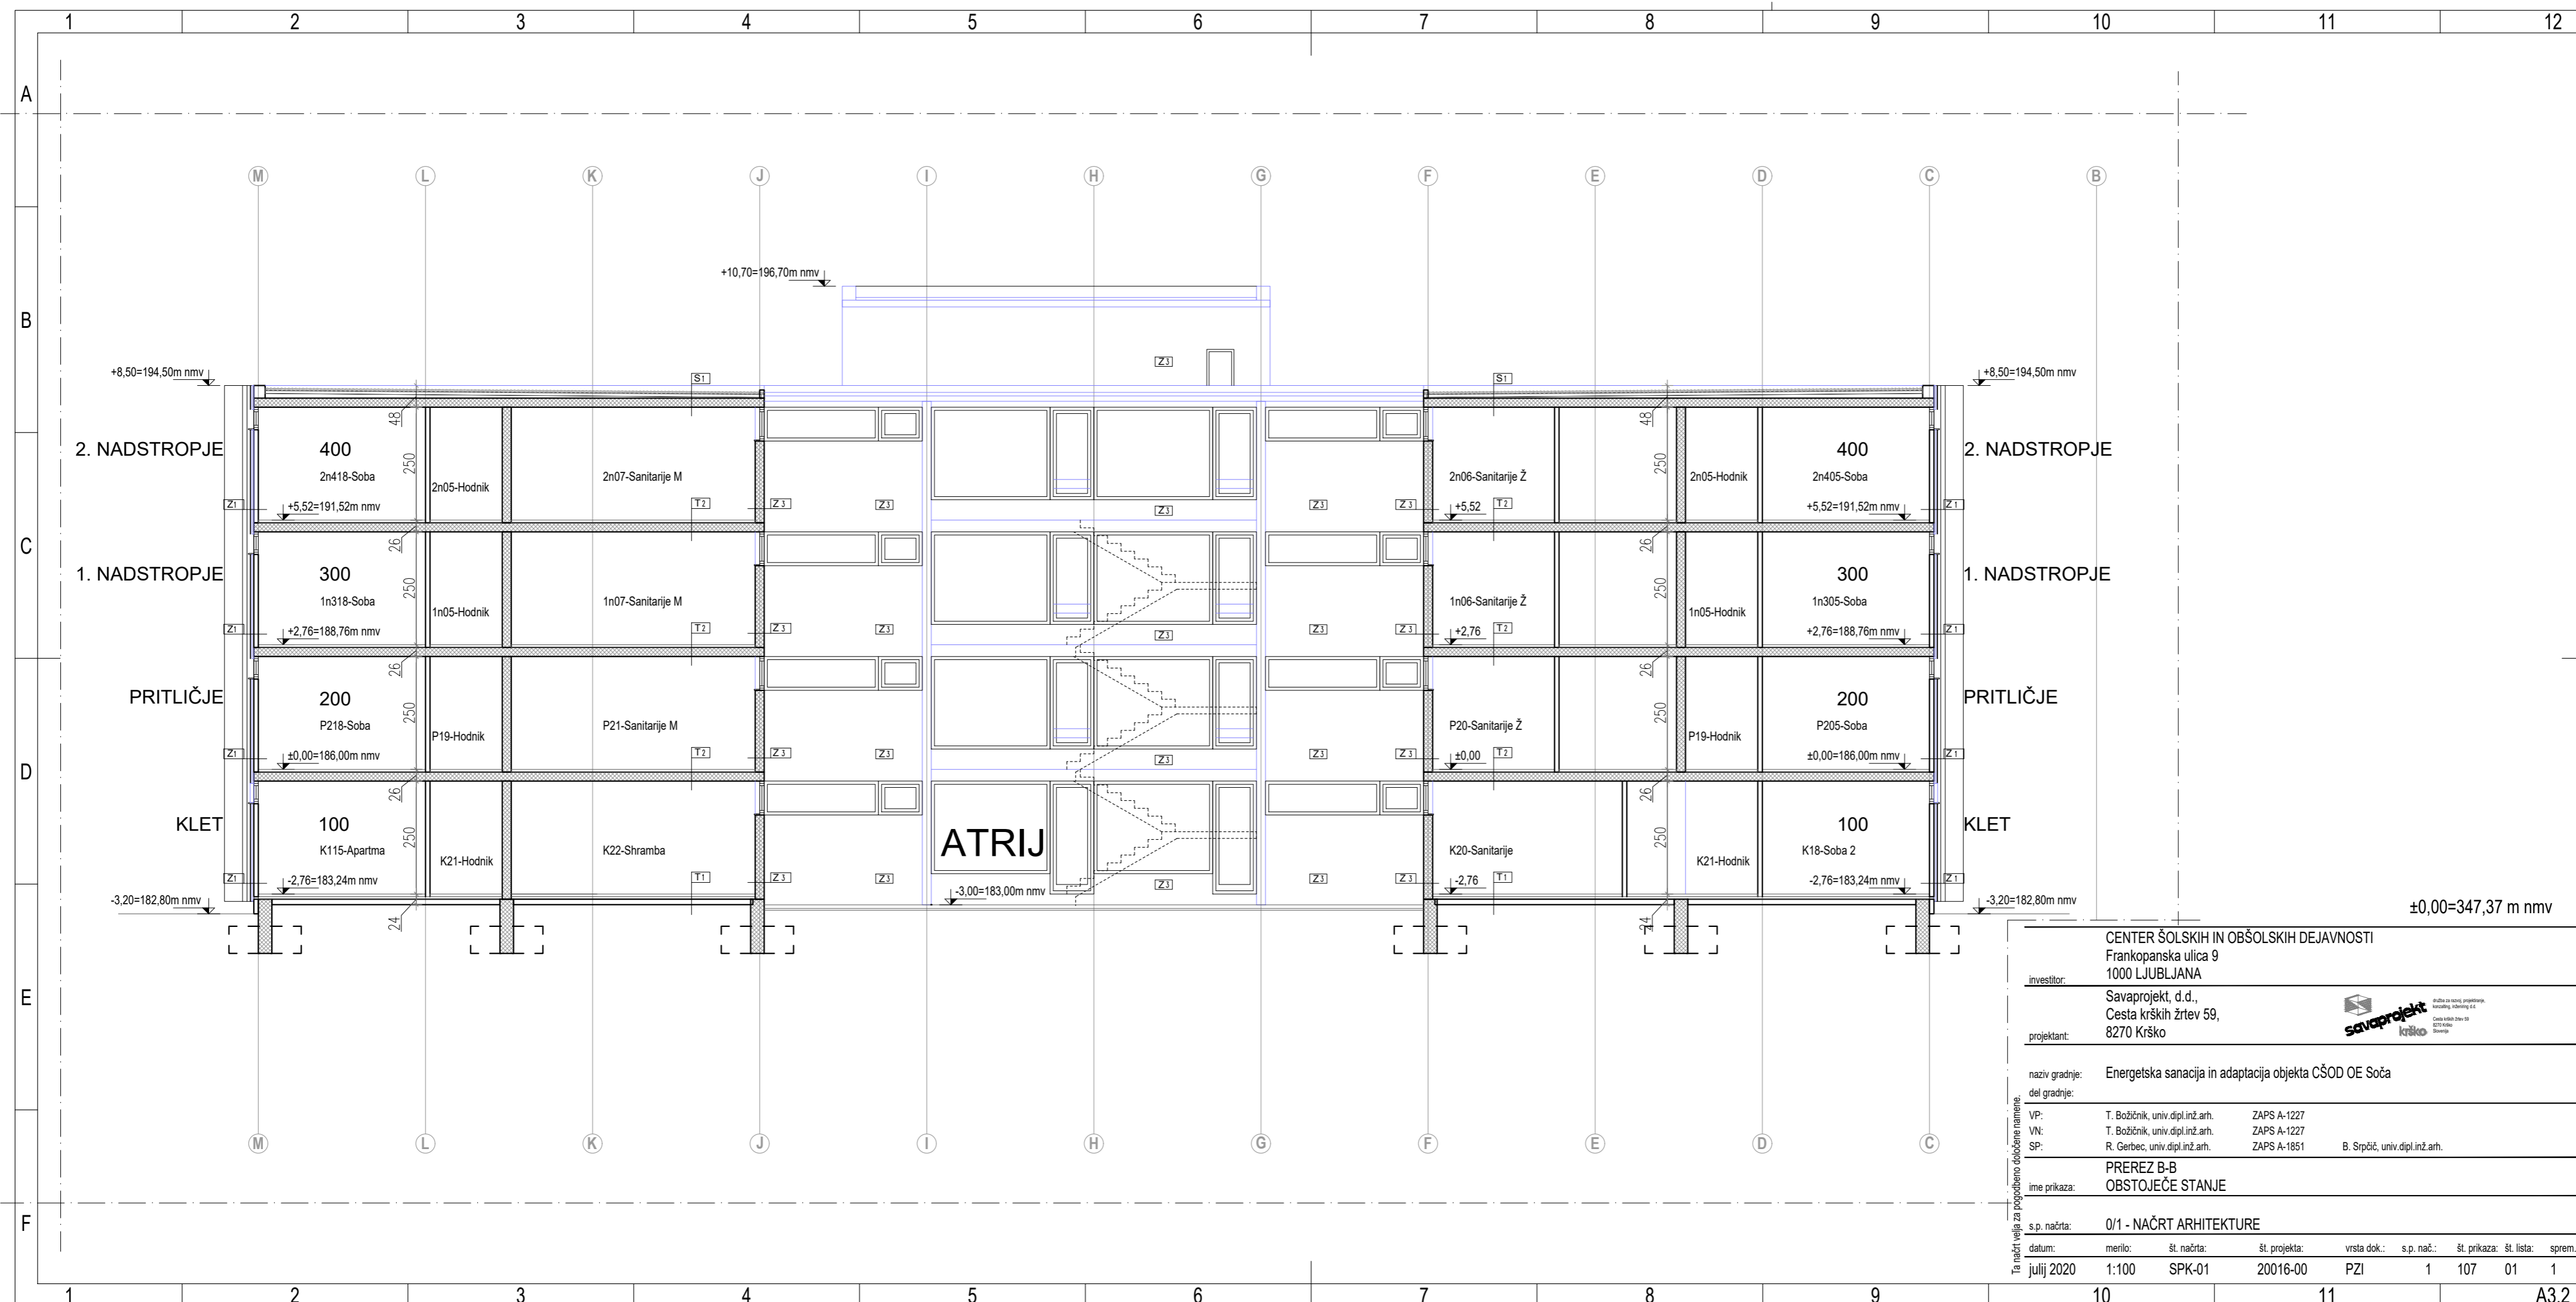 1 2 3 4 5 6 7 8 9 10 11 12
A
B
C
D
E
F
M L K J I H G F E D C B
+10,70=196,70m nmv
Z3
+8,50=194,50m nmv
S1
S1
+8,50=194,50m nmv
48
48
2. NADSTROPJE
400
250
2n418-Soba
2n05-Hodnik
2n07-Sanitarije M
2n06-Sanitarije Ž
250
2n05-Hodnik
400
2n405-Soba
2. NADSTROPJE
Z1
+5,52=191,52m nmv
T2
Z3
Z3
Z3
Z3
Z3
+5,52
T2
+5,52=191,52m nmv
Z1
26
26
1. NADSTROPJE
300
250
1n318-Soba
1n05-Hodnik
1n07-Sanitarije M
1n06-Sanitarije Ž
250
1n05-Hodnik
300
1n305-Soba
1. NADSTROPJE
Z1
+2,76=188,76m nmv
T2
Z3
Z3
Z3
Z3
Z3
+2,76
T2
+2,76=188,76m nmv
Z1
26
26
PRITLIČJE
200
250
P218-Soba
P19-Hodnik
P21-Sanitarije M
P20-Sanitarije Ž
250
P19-Hodnik
200
P205-Soba
PRITLIČJE
Z1
±0,00=186,00m nmv
T2
Z3
Z3
Z3
Z3
Z3
±0,00
T2
±0,00=186,00m nmv
Z1
26
26
KLET
100
250
K115-Apartma
K21-Hodnik
K22-Shramba
ATRIJ
K20-Sanitarije
250
K21-Hodnik
100
K18-Soba 2
KLET
Z1
-2,76=183,24m nmv
T1
Z3
Z3
-3,00=183,00m nmv
Z3
Z3
Z3
-2,76
T1
-2,76=183,24m nmv
Z1
-3,20=182,80m nmv
24
24
-3,20=182,80m nmv
±0,00=347,37 m nmv
M L K J I H G F E D C
investitor:
CENTER ŠOLSKIH IN OBŠOLSKIH DEJAVNOSTI
Frankopanska ulica 9
1000 LJUBLJANA
projektant:
Savaprojekt, d.d.,
Cesta krških žrtev 59,
8270 Krško
savaprojekt
krško
družba za razvoj, projektiranje,
konzalting, inženiring d.d.
Cesta krških žrtev 59
8270 Krško
Slovenija
naziv gradnje: Energetska sanacija in adaptacija objekta CŠOD OE Soča
del gradnje:
VP: T. Božičnik, univ.dipl.inž.arh. ZAPS A-1227
VN: T. Božičnik, univ.dipl.inž.arh. ZAPS A-1227
SP: R. Gerbec, univ.dipl.inž.arh. ZAPS A-1851 B. Srpčič, univ.dipl.inž.arh.
PREREZ B-B
ime prikaza: OBSTOJEČE STANJE
s.p. načrta: 0/1 - NAČRT ARHITEKTURE
datum: merilo: št. načrta: št. projekta: vrsta dok.: s.p. nač.: št. prikaza: št. lista: sprem.
julij 2020 1:100 SPK-01 20016-00 PZI 1 107 01 1
Ta načrt velja za pogodbeno določene namene.
1 2 3 4 5 6 7 8 9 10 11 A3.2